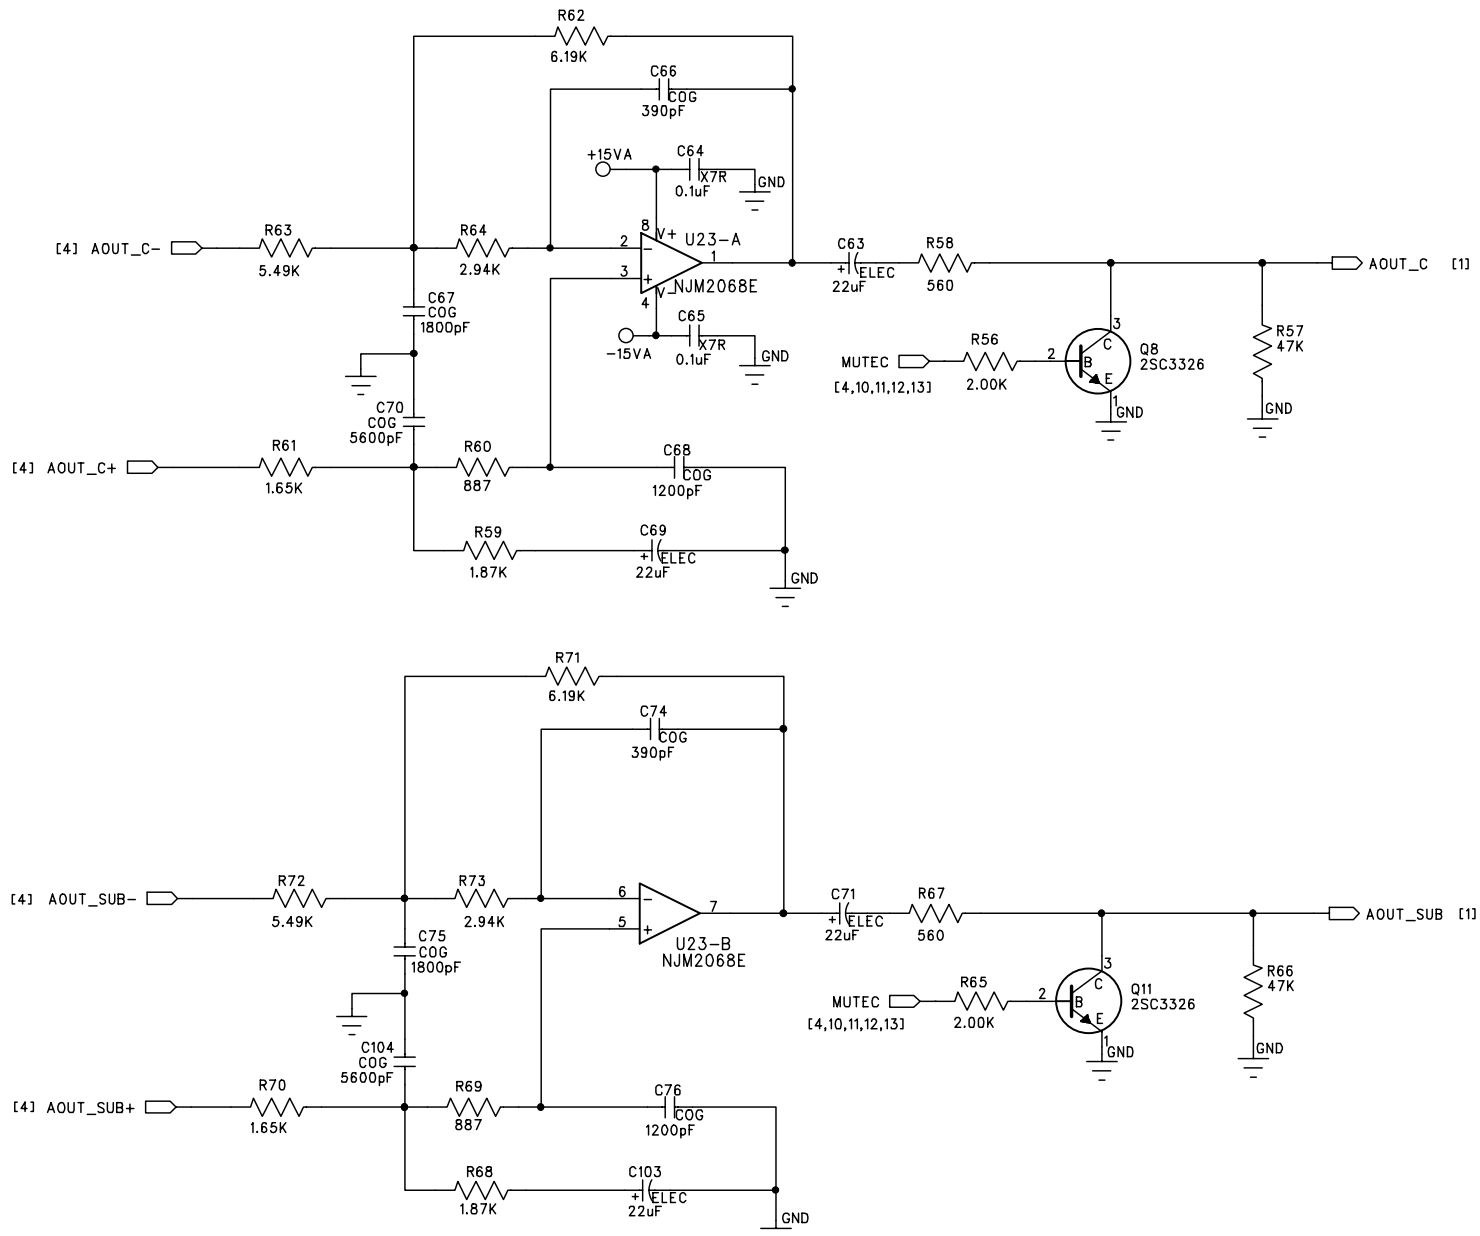 R62
6.19K
C66
COG
390pF
+15VA
C64
X7R
0.1uF
GND
[4] AOUT_C-
R63
5.49K
R64
2.94K
8
V+
U23-A
2
-
1
3
+
V-
NJM2068E
4
C63
+
ELEC
22uF
R58
560
AOUT_C [1]
C67
COG
1800pF
-15VA
C65
X7R
0.1uF
GND
MUTEC
[4,10,11,12,13]
R56
2.00K
2
3
C
B
E
1
GND
Q8
2SC3326
R57
47K
GND
C70
COG
5600pF
[4] AOUT_C+
R61
1.65K
R60
887
C68
COG
1200pF
R59
1.87K
C69
+
ELEC
22uF
GND
R71
6.19K
C74
COG
390pF
[4] AOUT_SUB-
R72
5.49K
R73
2.94K
6
-
7
5
+
U23-B
NJM2068E
C71
+
ELEC
22uF
R67
560
AOUT_SUB [1]
C75
COG
1800pF
MUTEC
[4,10,11,12,13]
R65
2.00K
2
3
C
B
E
1
GND
Q11
2SC3326
R66
47K
GND
C104
COG
5600pF
[4] AOUT_SUB+
R70
1.65K
R69
887
C76
COG
1200pF
R68
1.87K
C103
+
ELEC
22uF
GND